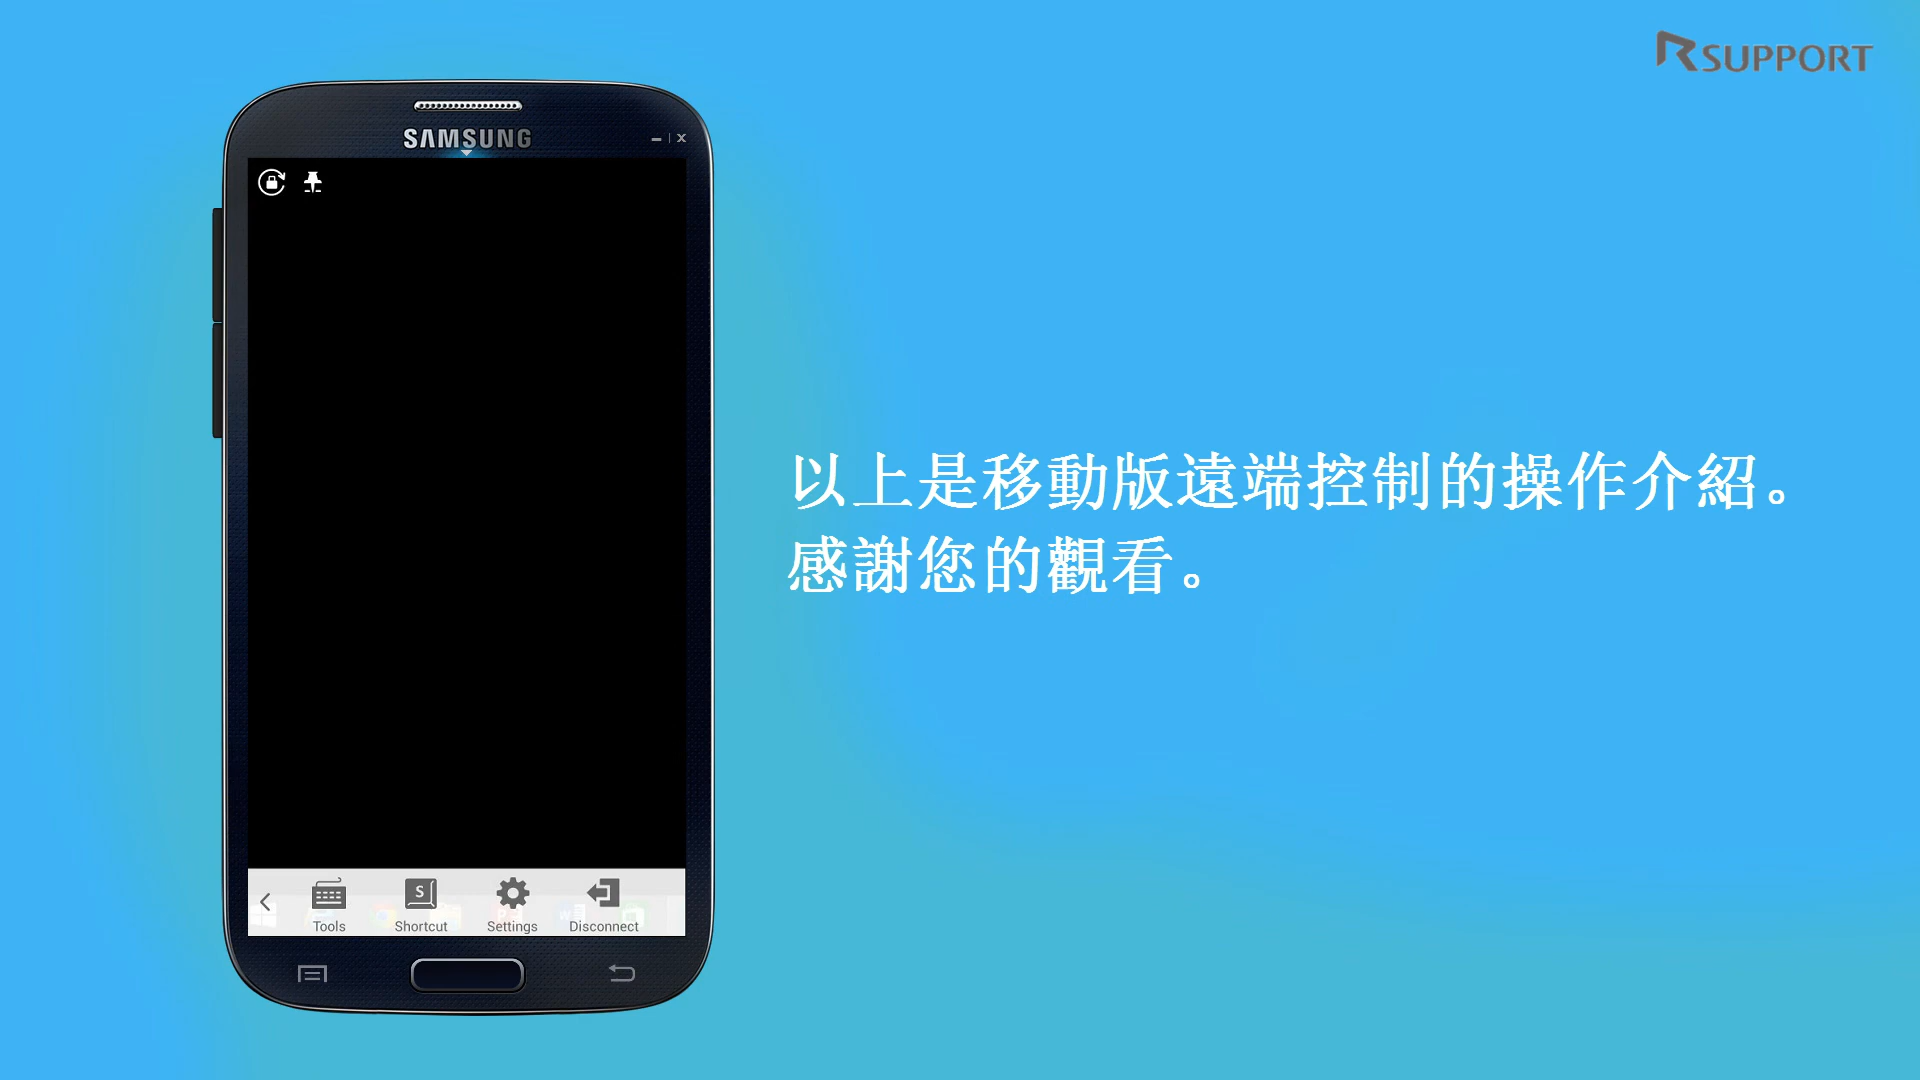 RSUPPORT
SAMSUNG
以上是移動版遠端控制的操作介紹。
感謝您的觀看。
S
Tools Shortcut Settings Disconnect